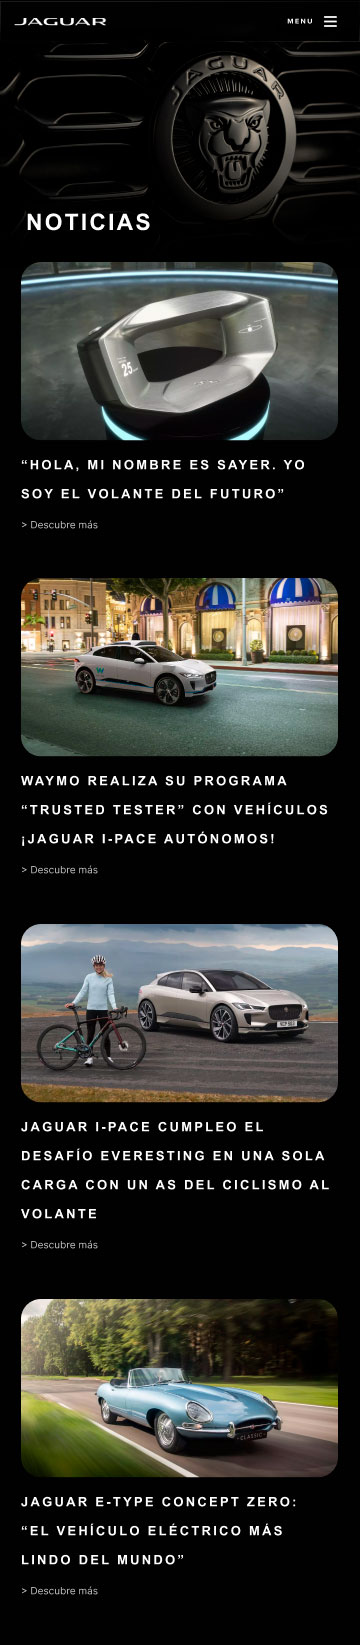 JAGUAR
MENU
JAGUAR
NOTICIAS
25
“HOLA, MI NOMBRE ES SAYER. YO
SOY EL VOLANTE DEL FUTURO”
> Descubre más
WAYMO REALIZA SU PROGRAMA
“TRUSTED TESTER” CON VEHÍCULOS
¡JAGUAR I-PACE AUTÓNOMOS!
> Descubre más
JAGUAR I-PACE CUMPLEO EL
DESAFÍO EVERESTING EN UNA SOLA
CARGA CON UN AS DEL CICLISMO AL
VOLANTE
> Descubre más
CLASSIC
JAGUAR E-TYPE CONCEPT ZERO:
“EL VEHÍCULO ELÉCTRICO MÁS
LINDO DEL MUNDO”
> Descubre más